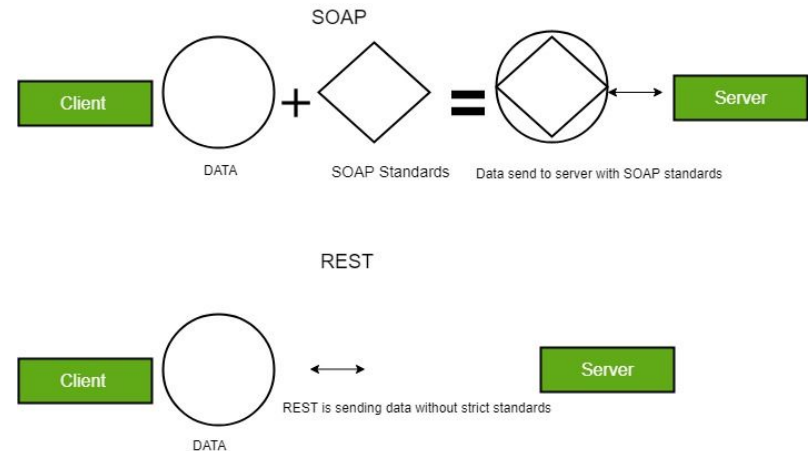 SOAP
Client
Server
DATA
SOAP Standards
Data send to server with SOAP standards
REST
Client
Server
REST is sending data without strict standards
DATA